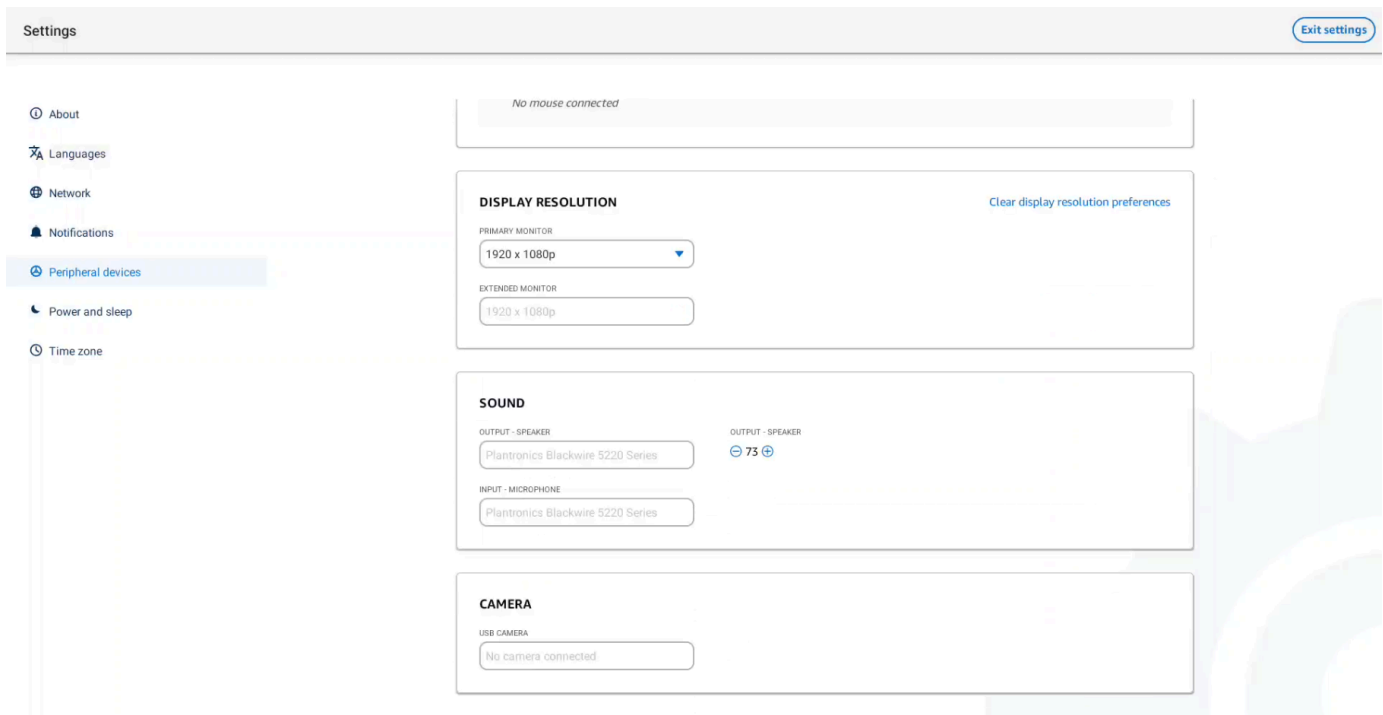 Settings
Exit settings
About
Languages
Network
Notifications
Peripheral devices
Power and sleep
Time zone
No mouse connected
DISPLAY RESOLUTION
Clear display resolution preferences
PRIMARY MONITOR
1920 x 1080p
EXTENDED MONITOR
1920 x 1080p
SOUND
OUTPUT - SPEAKER
Plantronics Blackwire 5220 Series
OUTPUT - SPEAKER
73
INPUT - MICROPHONE
Plantronics Blackwire 5220 Series
CAMERA
USB CAMERA
No camera connected